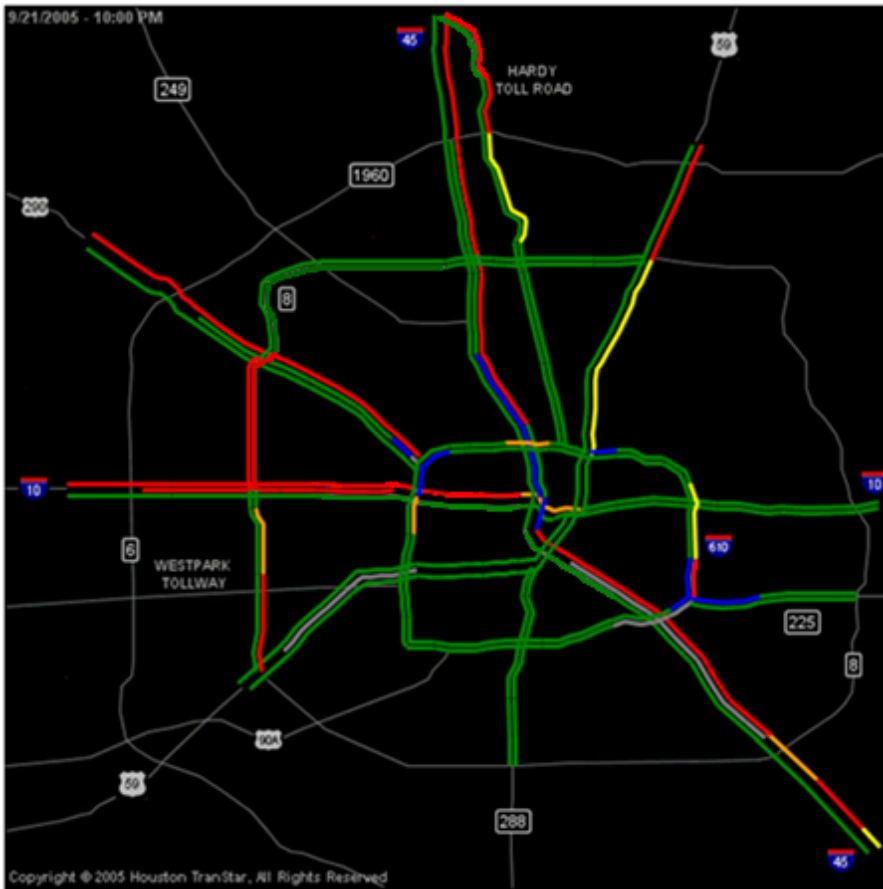 9/21/2005 - 10:00 PM
45
59
HARDY
TOLL ROAD
249
1960
290
8
10
10
6
WESTPARK
TOLLWAY
610
225
8
90A
59
288
45
Copyright © 2005 Houston TranStar, All Rights Reserved